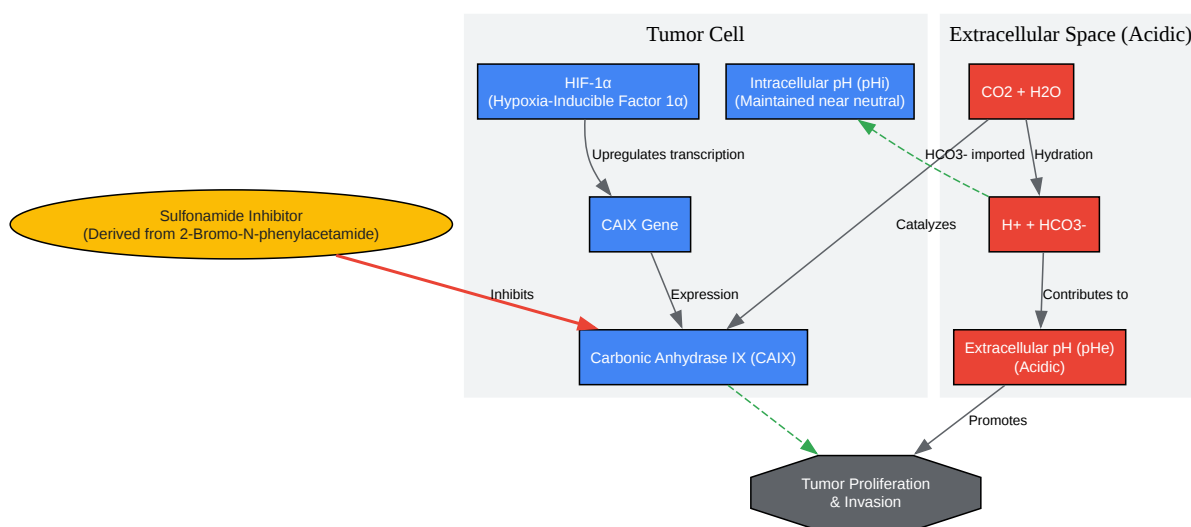 Tumor Cell
Extracellular Space (Acidic)
HIF-1α
(Hypoxia-Inducible Factor 1α)
Intracellular pH (pHi)
(Maintained near neutral)
CO2 + H2O
Upregulates transcription
HCO3- imported
Hydration
Sulfonamide Inhibitor
(Derived from 2-Bromo-N-phenylacetamide)
CAIX Gene
Catalyzes
H+ + HCO3-
Inhibits
Expression
Contributes to
Carbonic Anhydrase IX (CAIX)
Extracellular pH (pHe)
(Acidic)
Promotes
Tumor Proliferation
& Invasion